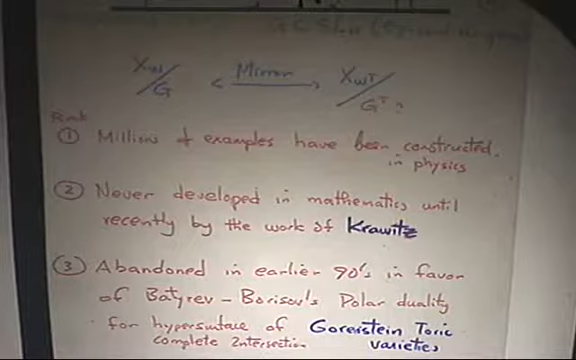 X_W/G <— Mirror —> X_W^T/G^T ?
Rmk
① Millions of examples have been constructed
in physics
② Never developed in mathematics until
recently by the work of Krawitz
③ Abandoned in earlier 90's in favor
of Batyrev - Borisov's Polar duality
for hypersurface of Gorenstein Toric
complete Intersection varieties